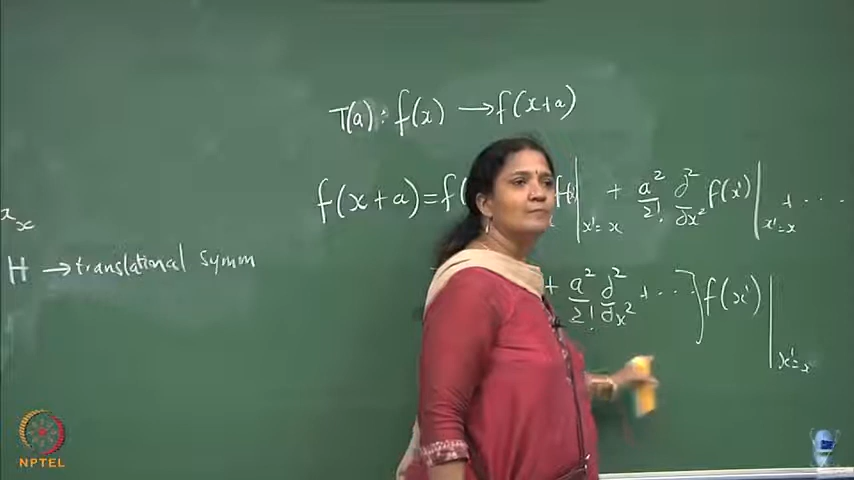 T(a) : f(x) → f(x+a)
f(x+a) = f( f(x) |x'=x + a²/2! ∂²/∂x² f(x') |x'=x + ...
x
H → translational symm
+ a²/2! ∂²/∂x² + ... } f(x') |x'=x
NPTEL